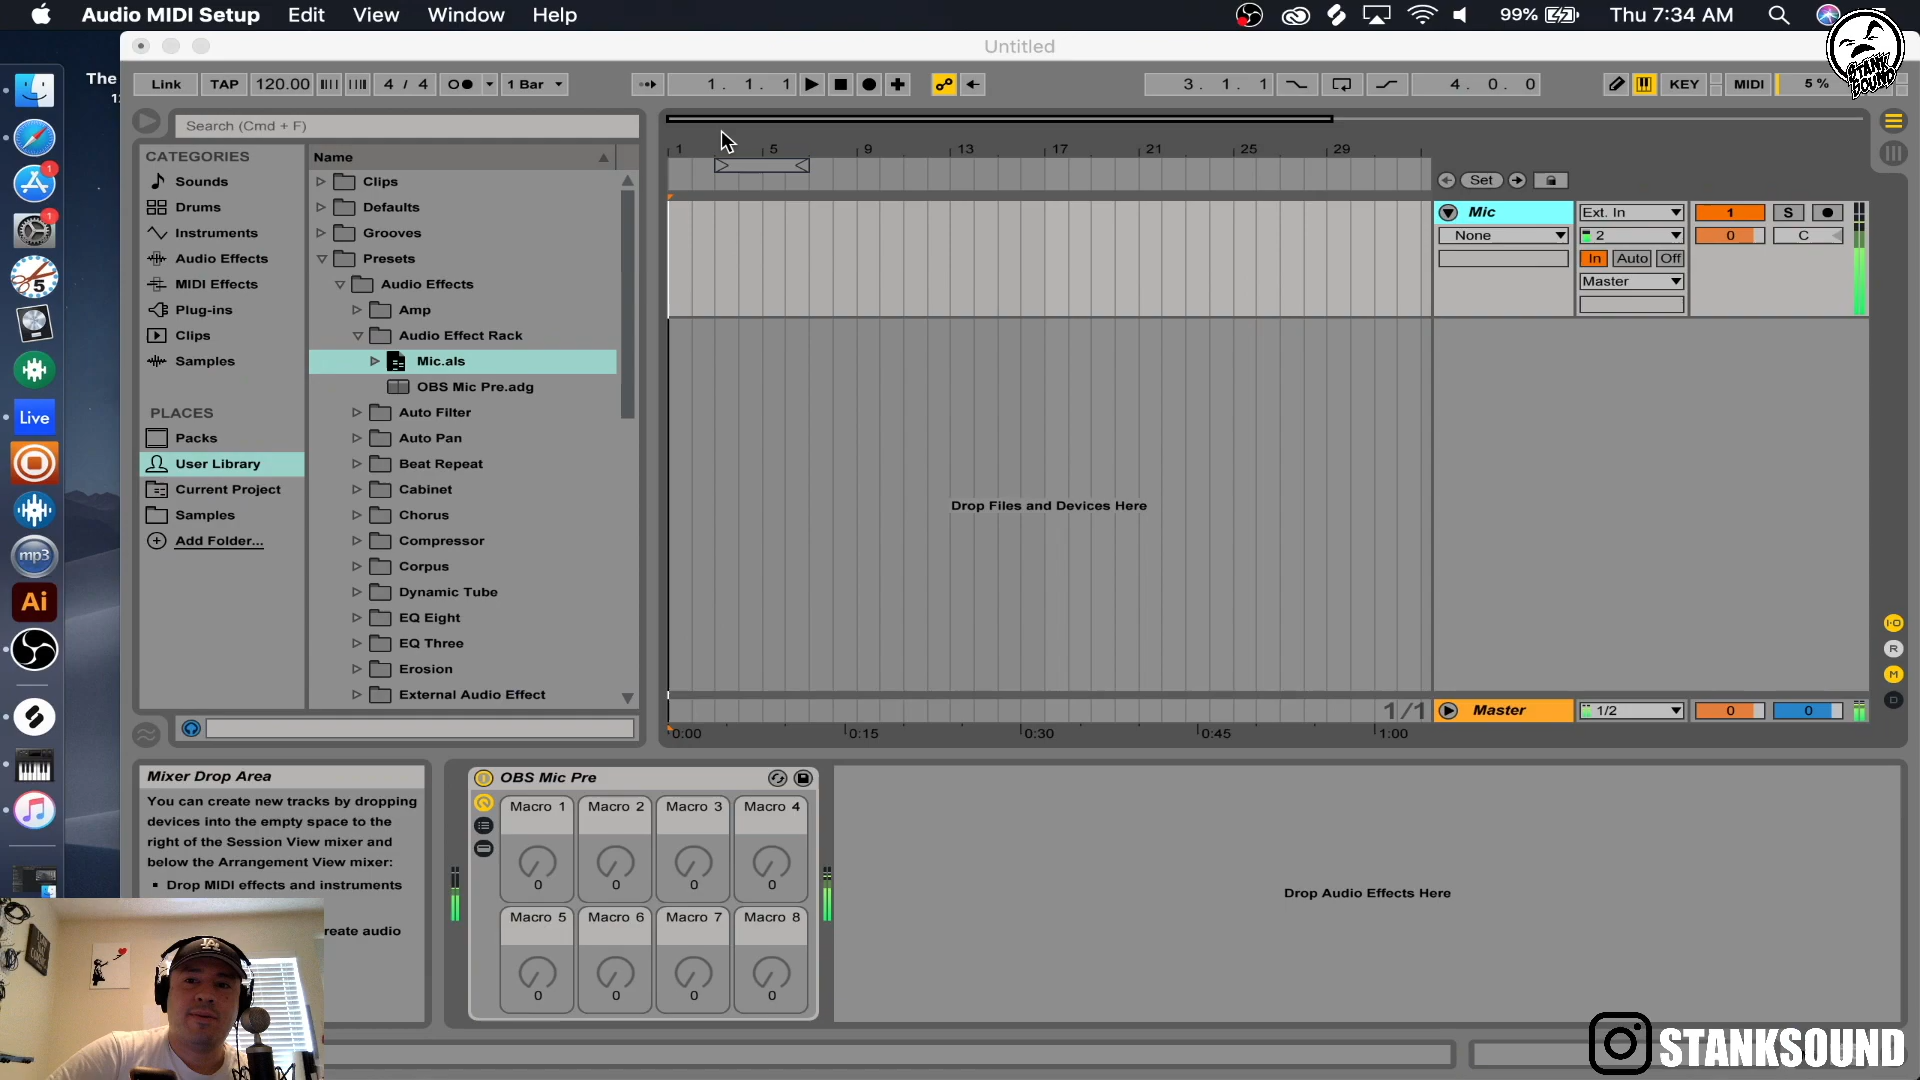 Audio MIDI Setup Edit View Window Help
99% Thu 7:34 AM
STANK SOUND
Untitled
The
Link TAP 120.00 4 / 4 1 Bar 1. 1. 1 3. 1. 1 4. 0. 0 KEY MIDI 5 %
Search (Cmd + F)
CATEGORIES
Sounds
Drums
Instruments
Audio Effects
MIDI Effects
Plug-ins
Clips
Samples
PLACES
Packs
User Library
Current Project
Samples
Add Folder...
Name
Clips
Defaults
Grooves
Presets
Audio Effects
Amp
Audio Effect Rack
Mic.als
OBS Mic Pre.adg
Auto Filter
Auto Pan
Beat Repeat
Cabinet
Chorus
Compressor
Corpus
Dynamic Tube
EQ Eight
EQ Three
Erosion
External Audio Effect
1 5 9 13 17 21 25 29
Set
Mic Ext. In 1 S
None 2 0 C
In Auto Off
Master
Drop Files and Devices Here
1/1 Master 1/2 0 0
0:00 0:15 0:30 0:45 1:00
I·O
R
M
D
1
1
5
Live
mp3
Ai
Mixer Drop Area
You can create new tracks by dropping
devices into the empty space to the
right of the Session View mixer and
below the Arrangement View mixer:
Drop MIDI effects and instruments
reate audio
OBS Mic Pre
Macro 1 Macro 2 Macro 3 Macro 4
0 0 0 0
Macro 5 Macro 6 Macro 7 Macro 8
0 0 0 0
Drop Audio Effects Here
LA
STANKSOUND